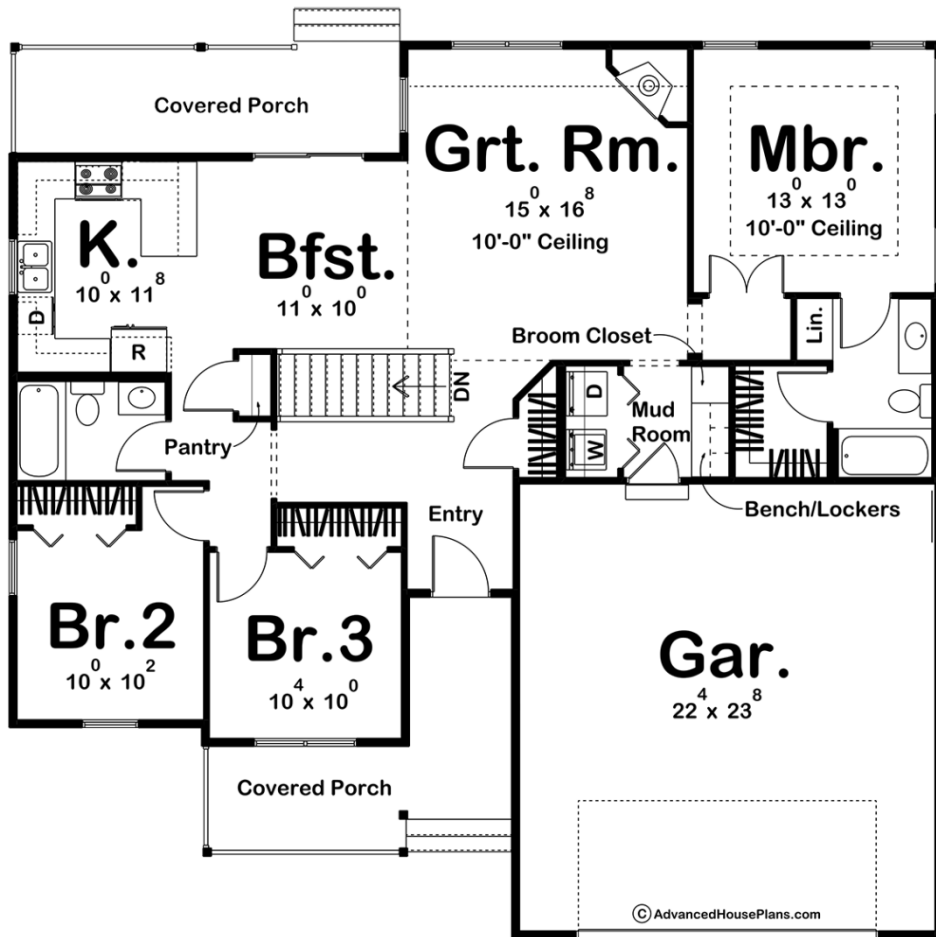 Covered Porch
Grt. Rm.
15⁰ x 16⁸
10'-0" Ceiling
Mbr.
13⁰ x 13⁰
10'-0" Ceiling
K.
10⁰ x 11⁸
Bfst.
11⁰ x 10⁰
D
R
Broom Closet
Lin.
DN
D
W
Mud
Room
Pantry
Entry
Bench/Lockers
Br.2
10⁰ x 10²
Br.3
10⁴ x 10⁰
Gar.
22⁴ x 23⁸
Covered Porch
© AdvancedHousePlans.com